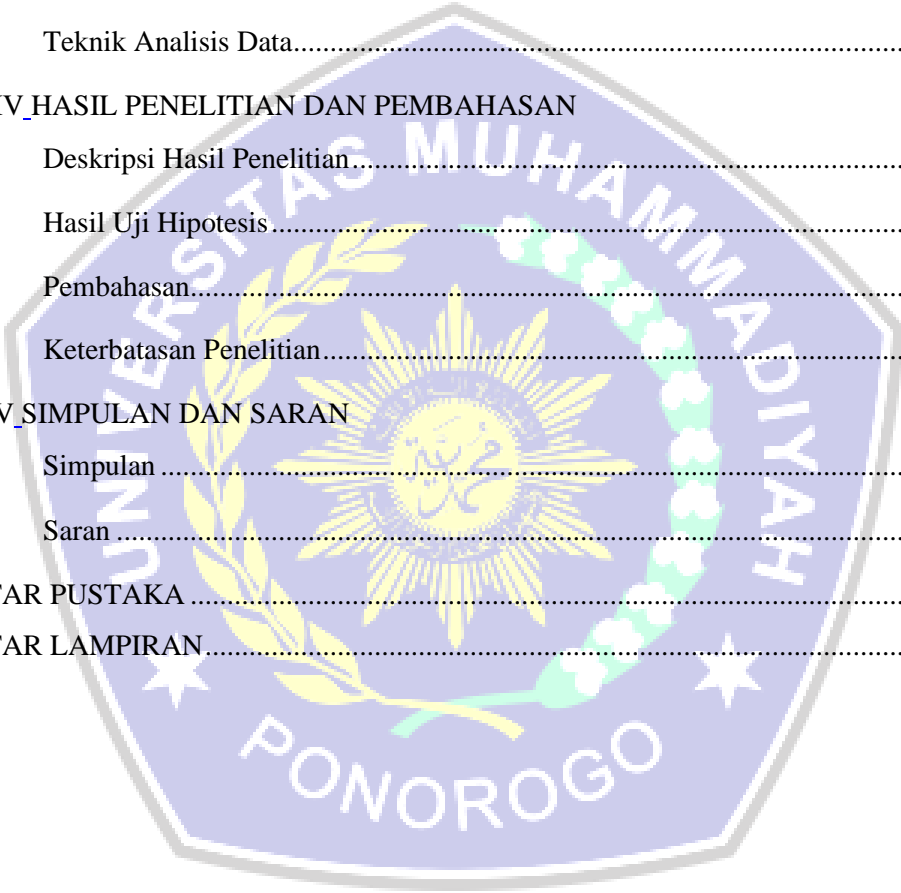 Teknik Analisis Data
IV HASIL PENELITIAN DAN PEMBAHASAN
Deskripsi Hasil Penelitian
Hasil Uji Hipotesis
Pembahasan
Keterbatasan Penelitian
V SIMPULAN DAN SARAN
Simpulan
Saran
TAR PUSTAKA
TAR LAMPIRAN
UNIVERSITAS MUHAMMADIYAH
PONOROGO